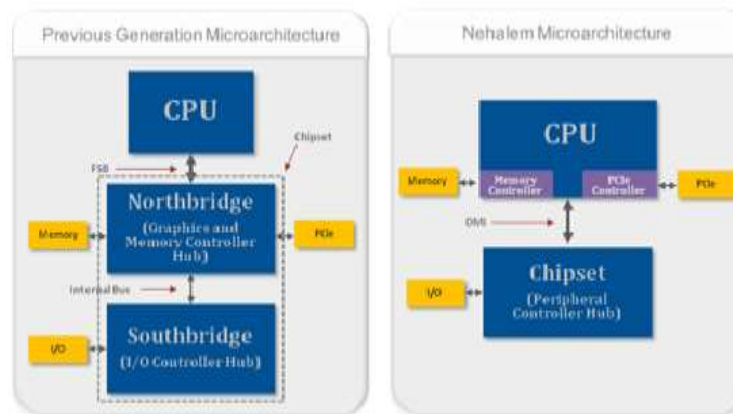 Previous Generation Microarchitecture
CPU
Chipset
FSB
Northbridge
(Graphics and
Memory Controller
Hub)
Memory
PCIe
Internal Bus
Southbridge
(I/O Controller Hub)
I/O
Nehalem Microarchitecture
CPU
Memory
Controller
PCIe
Controller
Memory
PCIe
DMI
Chipset
(Peripheral
Controller Hub)
I/O